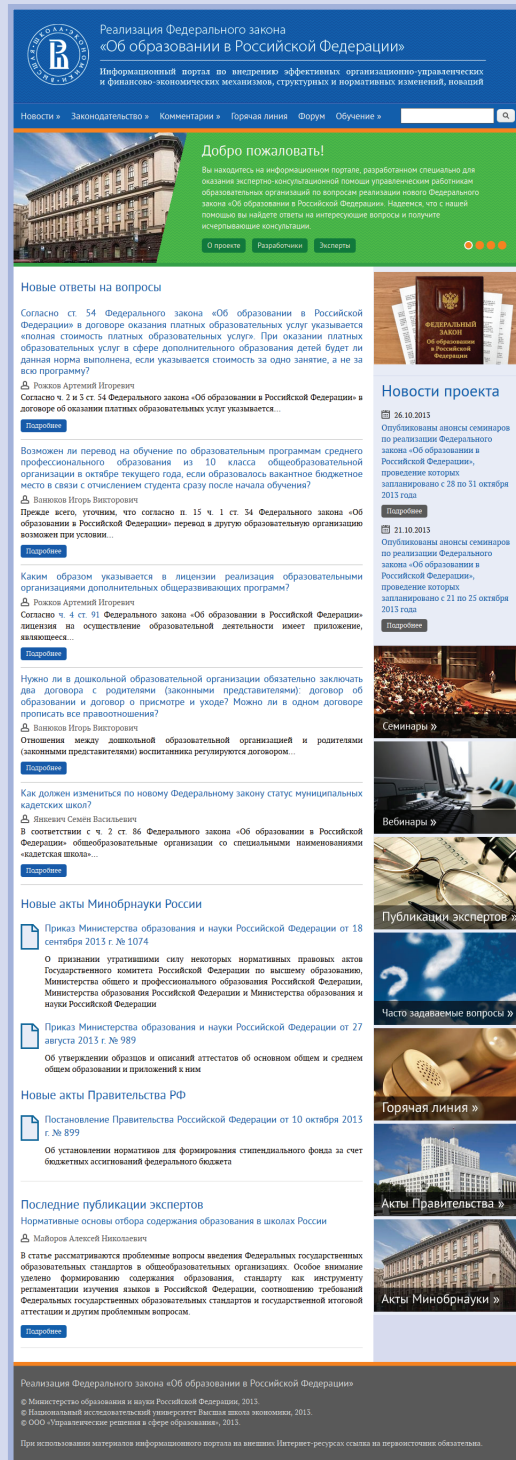 ВЫСШАЯ · ШКОЛА · ЭКОНОМИКИ
Реализация Федерального закона
«Об образовании в Российской Федерации»
Информационный портал по внедрению эффективных организационно-управленческих
и финансово-экономических механизмов, структурных и нормативных изменений, новаций
Новости » Законодательство » Комментарии » Горячая линия Форум Обучение »
Добро пожаловать!
Вы находитесь на информационном портале, разработанном специально для
оказания экспертно-консультационной помощи управленческим работникам
образовательных организаций по вопросам реализации нового Федерального
закона «Об образовании в Российской Федерации». Надеемся, что с нашей
помощью вы найдете ответы на интересующие вопросы и получите
исчерпывающие консультации.
О проекте Разработчики Эксперты
Новые ответы на вопросы
Согласно ст. 54 Федерального закона «Об образовании в Российской
Федерации» в договоре оказания платных образовательных услуг указывается
«полная стоимость платных образовательных услуг». При оказании платных
образовательных услуг в сфере дополнительного образования детей будет ли
данная норма выполнена, если указывается стоимость за одно занятие, а не за
всю программу?
Рожков Артемий Игоревич
Согласно ч. 2 и 3 ст. 54 Федерального закона «Об образовании в Российской Федерации» в
договоре об оказании платных образовательных услуг указывается...
Подробнее
Возможен ли перевод на обучение по образовательным программам среднего
профессионального образования из 10 класса общеобразовательной
организации в октябре текущего года, если образовалось вакантное бюджетное
место в связи с отчислением студента сразу после начала обучения?
Ванюков Игорь Викторович
Прежде всего, уточним, что согласно п. 15 ч. 1 ст. 34 Федерального закона «Об
образовании в Российской Федерации» перевод в другую образовательную организацию
возможен при условии...
Подробнее
Каким образом указывается в лицензии реализация образовательными
организациями дополнительных общеразвивающих программ?
Рожков Артемий Игоревич
Согласно ч. 4 ст. 91 Федерального закона «Об образовании в Российской Федерации»
лицензия на осуществление образовательной деятельности имеет приложение,
являющееся...
Подробнее
Нужно ли в дошкольной образовательной организации обязательно заключать
два договора с родителями (законными представителями): договор об
образовании и договор о присмотре и уходе? Можно ли в одном договоре
прописать все правоотношения?
Ванюков Игорь Викторович
Отношения между дошкольной образовательной организацией и родителями
(законными представителями) воспитанника регулируются договором...
Подробнее
Как должен измениться по новому Федеральному закону статус муниципальных
кадетских школ?
Янкевич Семён Васильевич
В соответствии с ч. 2 ст. 86 Федерального закона «Об образовании в Российской
Федерации» общеобразовательные организации со специальными наименованиями
«кадетская школа»...
Подробнее
Новые акты Минобрнауки России
Приказ Министерства образования и науки Российской Федерации от 18
сентября 2013 г. № 1074
О признании утратившими силу некоторых нормативных правовых актов
Государственного комитета Российской Федерации по высшему образованию,
Министерства общего и профессионального образования Российской Федерации,
Министерства образования Российской Федерации и Министерства образования и
науки Российской Федерации
Приказ Министерства образования и науки Российской Федерации от 27
августа 2013 г. № 989
Об утверждении образцов и описаний аттестатов об основном общем и среднем
общем образовании и приложений к ним
Новые акты Правительства РФ
Постановление Правительства Российской Федерации от 10 октября 2013
г. № 899
Об установлении нормативов для формирования стипендиального фонда за счет
бюджетных ассигнований федерального бюджета
Последние публикации экспертов
Нормативные основы отбора содержания образования в школах России
Майоров Алексей Николаевич
В статье рассматриваются проблемные вопросы введения Федеральных государственных
образовательных стандартов в общеобразовательных организациях. Особое внимание
уделено формированию содержания образования, стандарту как инструменту
регламентации изучения языков в Российской Федерации, соотношению требований
Федеральных государственных образовательных стандартов и государственной итоговой
аттестации и другим проблемным вопросам.
Подробнее
ФЕДЕРАЛЬНЫЙ
ЗАКОН
Об образовании
в Российской
Федерации
Новости проекта
26.10.2013
Опубликованы анонсы семинаров
по реализации Федерального
закона «Об образовании в
Российской Федерации»,
проведение которых
запланировано с 28 по 31 октября
2013 года
Подробнее
21.10.2013
Опубликованы анонсы семинаров
по реализации Федерального
закона «Об образовании в
Российской Федерации»,
проведение которых
запланировано с 21 по 25 октября
2013 года
Подробнее
Семинары »
Вебинары »
Публикации экспертов »
Часто задаваемые вопросы »
Горячая линия »
Акты Правительства »
Акты Минобрнауки »
Реализация Федерального закона «Об образовании в Российской Федерации»
© Министерство образования и науки Российской Федерации, 2013.
© Национальный исследовательский университет Высшая школа экономики, 2013.
© ООО «Управленческие решения в сфере образования», 2013.
При использовании материалов информационного портала на внешних Интернет-ресурсах ссылка на первоисточник обязательна.